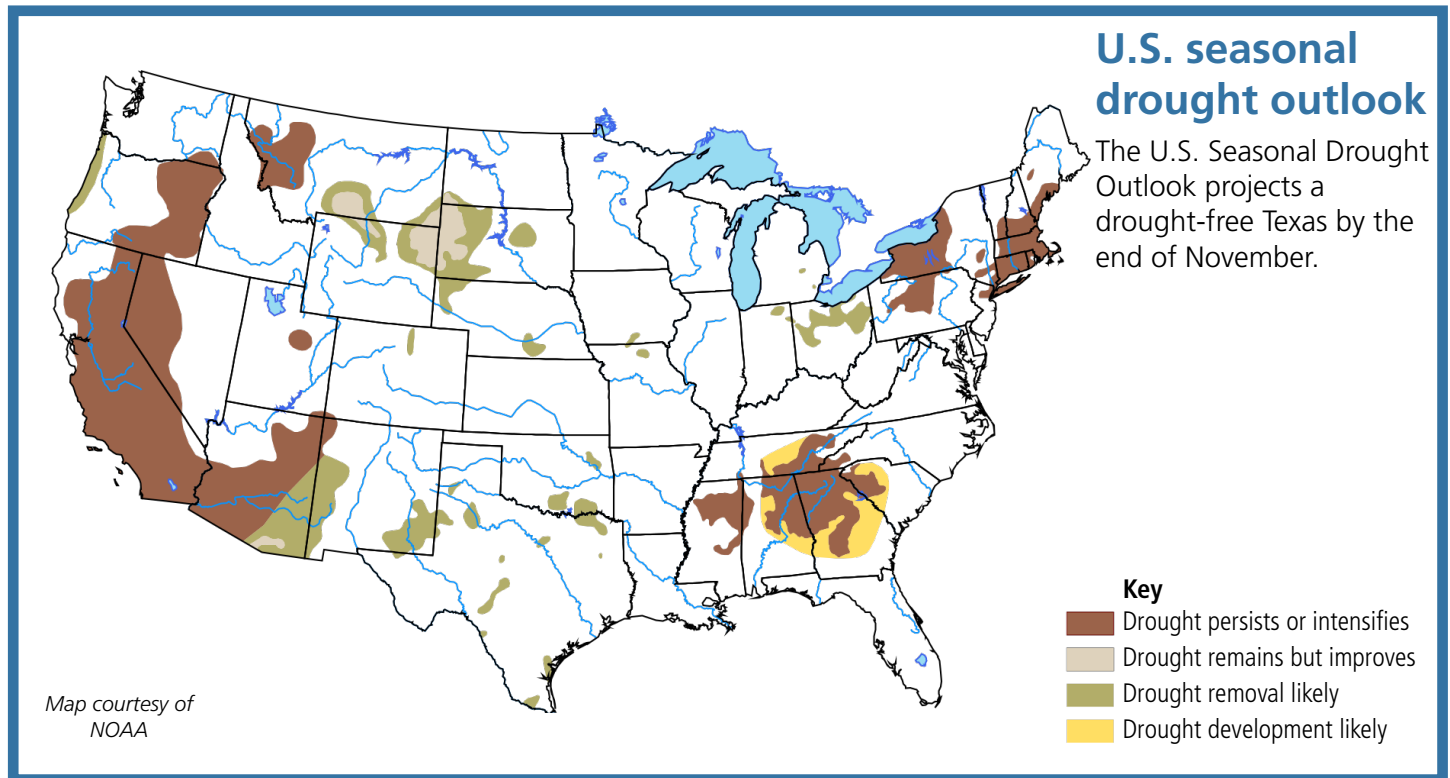 U.S. seasonal
drought outlook
The U.S. Seasonal Drought
Outlook projects a
drought-free Texas by the
end of November.
Key
Drought persists or intensifies
Drought remains but improves
Drought removal likely
Drought development likely
Map courtesy of
NOAA